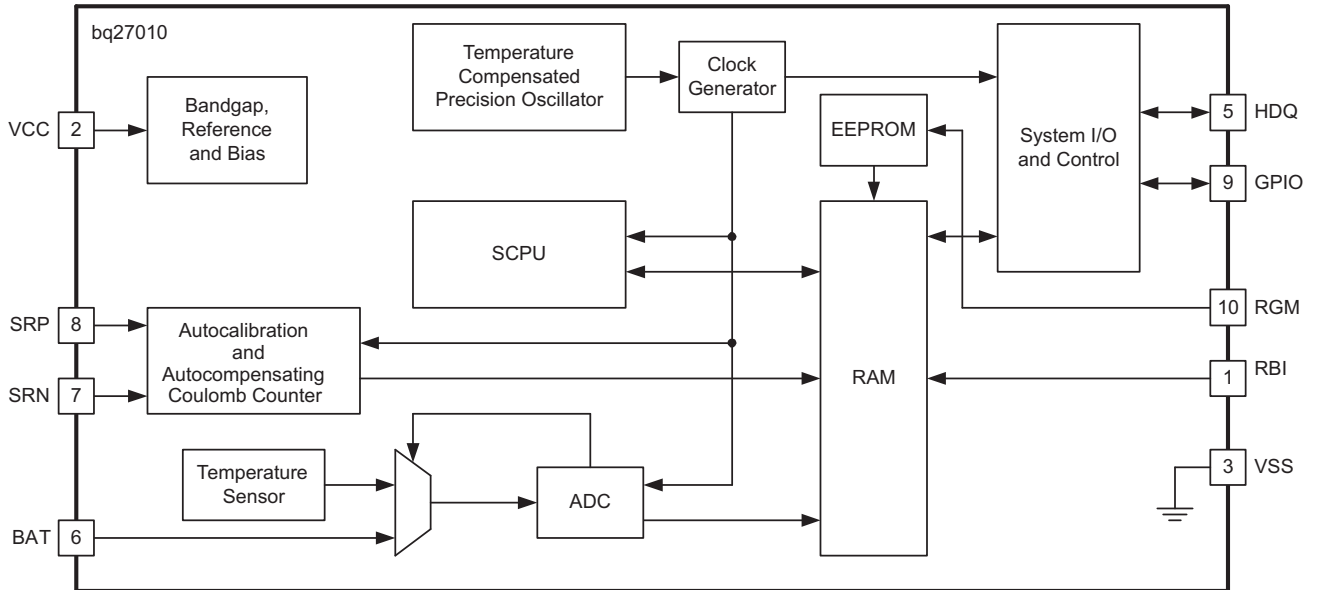 bq27010
Temperature
Compensated
Precision Oscillator
Clock
Generator
Bandgap,
Reference
and Bias
VCC
2
EEPROM
System I/O
and Control
5
HDQ
9
GPIO
SCPU
SRP
8
SRN
7
Autocalibration
and
Autocompensating
Coulomb Counter
RAM
10
RGM
1
RBI
3
VSS
Temperature
Sensor
ADC
BAT
6